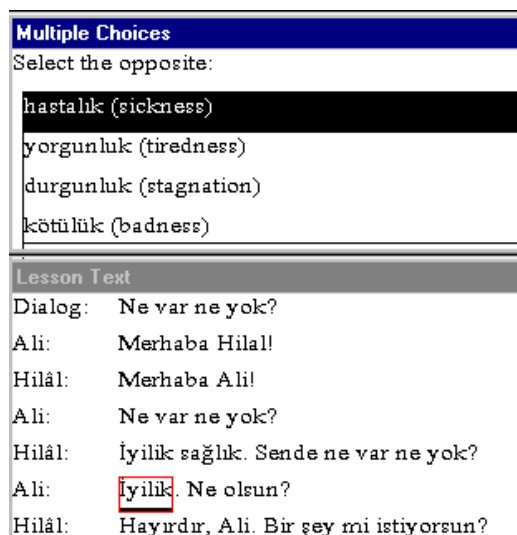 Multiple Choices
Select the opposite:
hastalık (sickness)
yorgunluk (tiredness)
durgunluk (stagnation)
kötülük (badness)
Lesson Text
Dialog: Ne var ne yok?
Ali: Merhaba Hilal!
Hilâl: Merhaba Ali!
Ali: Ne var ne yok?
Hilâl: İyilik sağlık. Sende ne var ne yok?
Ali: İyilik. Ne olsun?
Hilâl: Hayırdır, Ali. Bir şey mi istiyorsun?